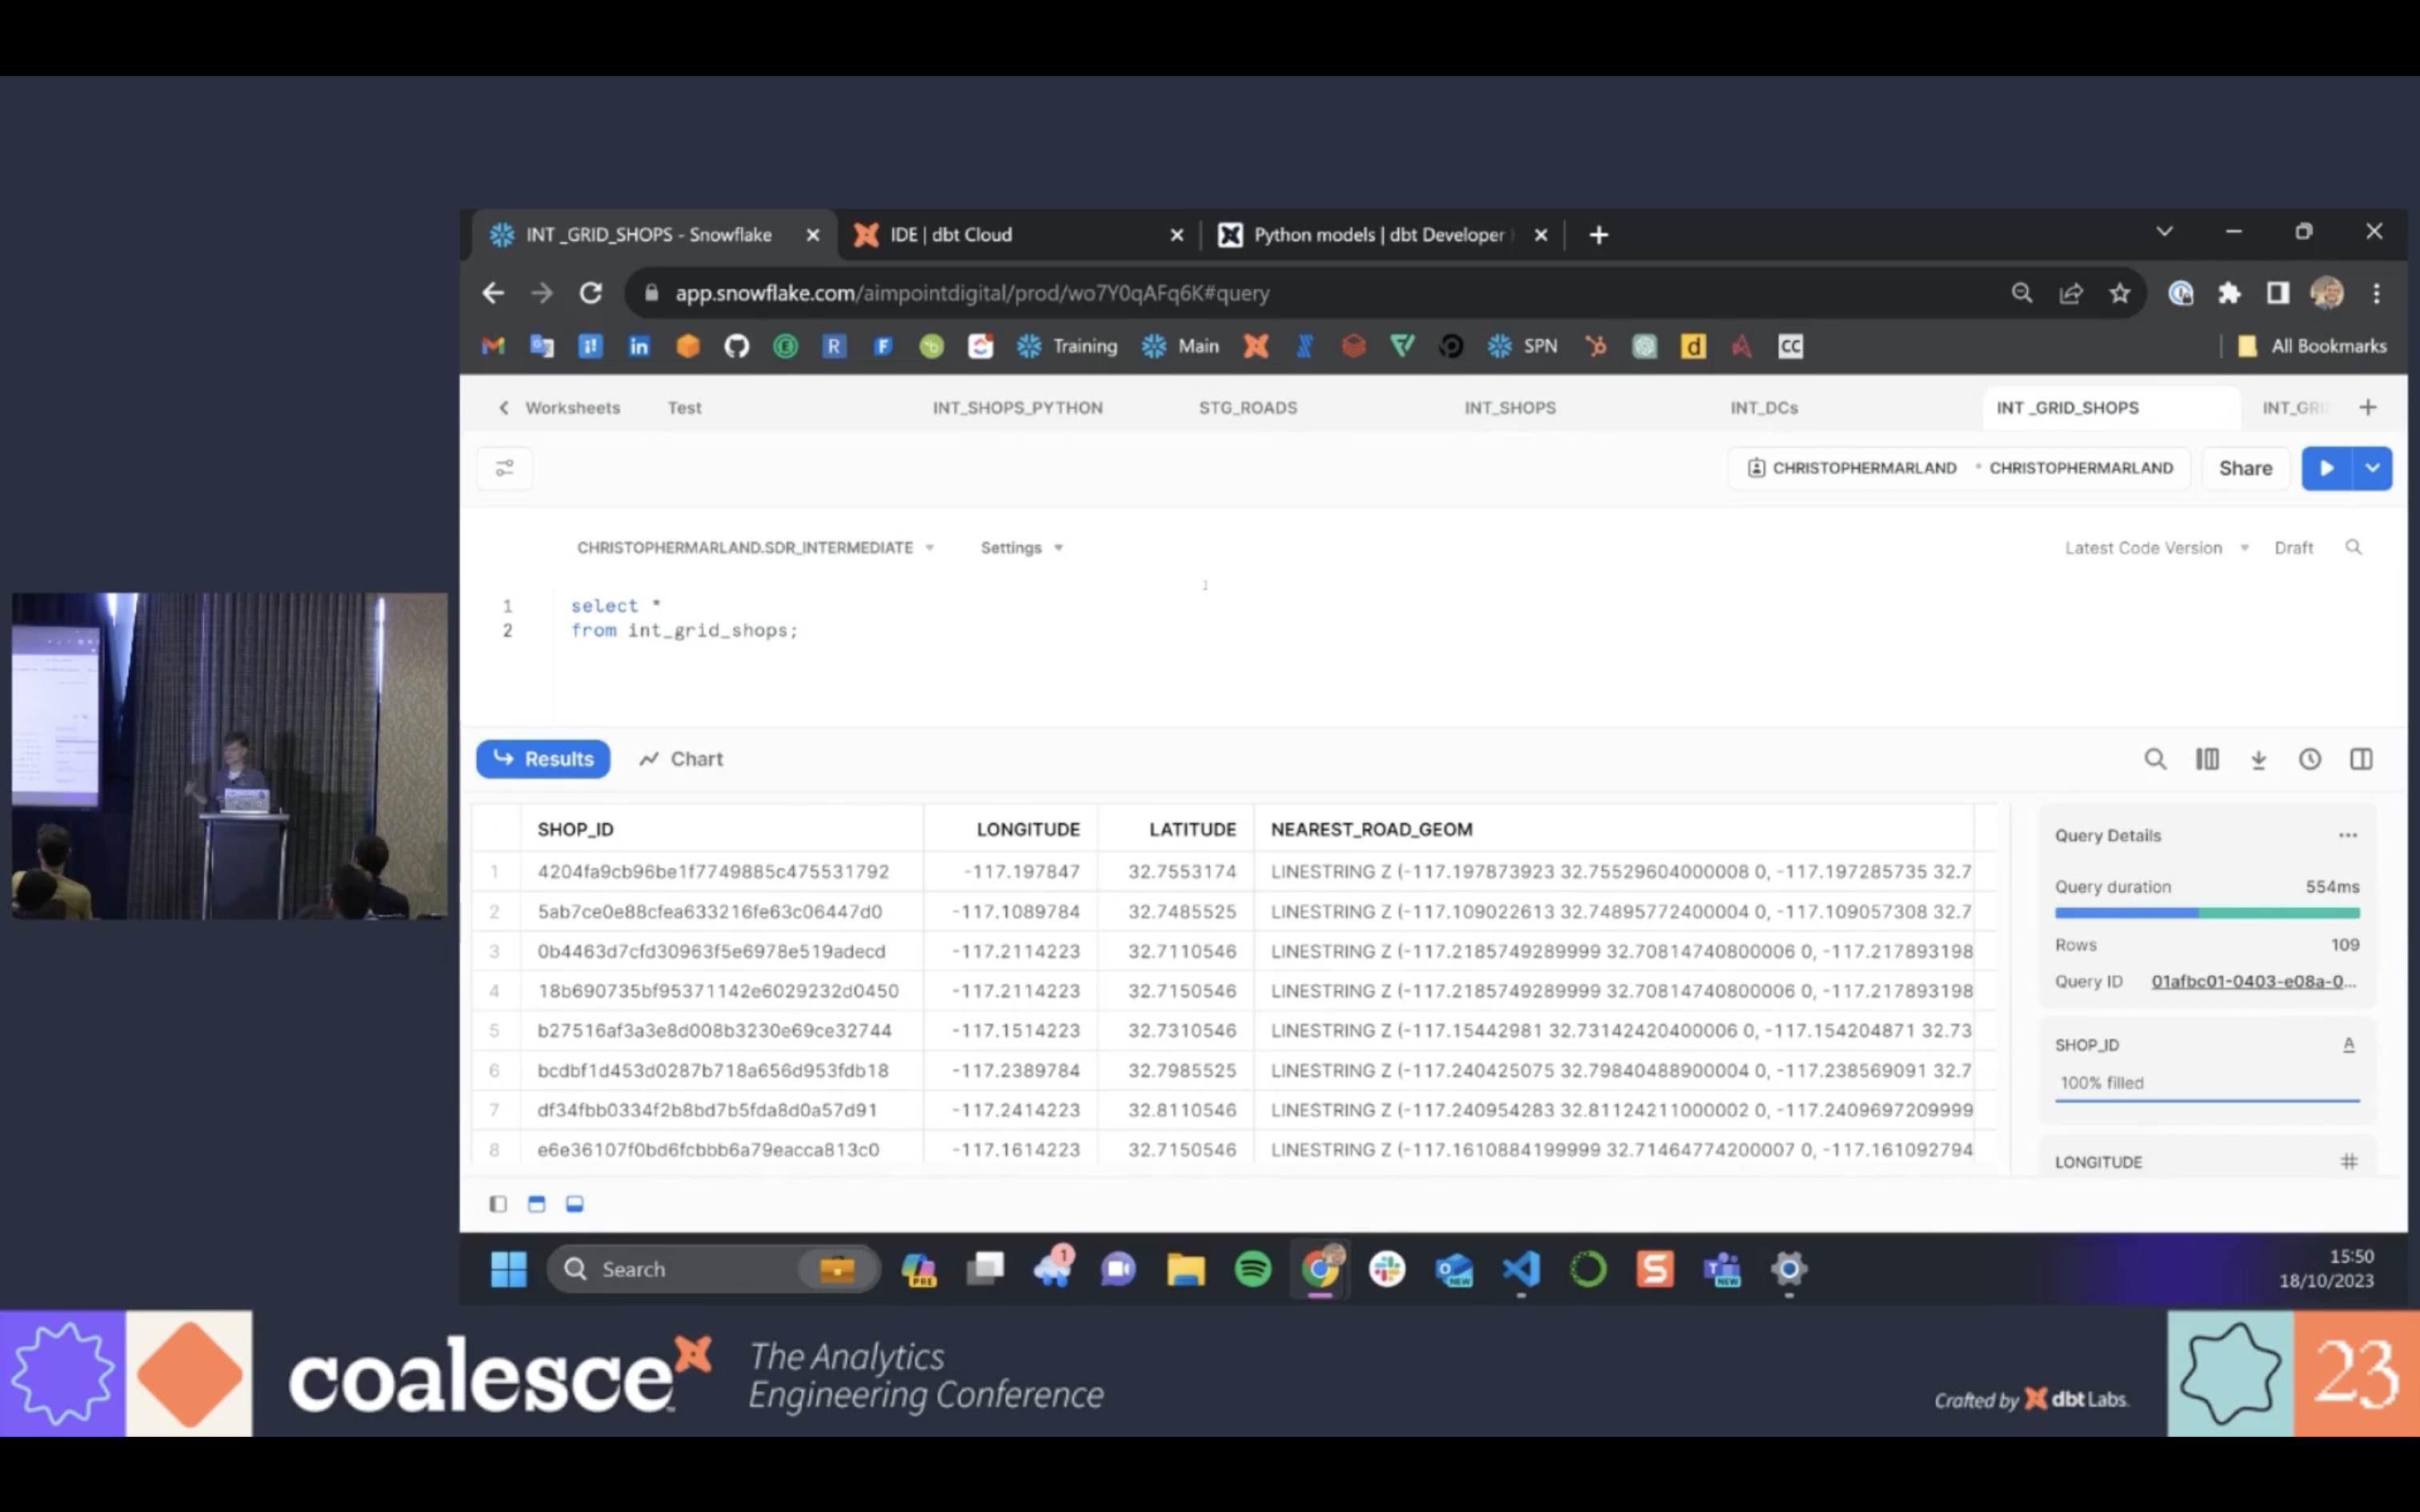 INT _GRID_SHOPS - Snowflake
IDE | dbt Cloud
Python models | dbt Developer
app.snowflake.com/aimpointdigital/prod/wo7Y0qAFq6K#query
Training Main SPN CC All Bookmarks
Worksheets Test INT_SHOPS_PYTHON STG_ROADS INT_SHOPS INT_DCs INT _GRID_SHOPS INT_GRI
CHRISTOPHERMARLAND CHRISTOPHERMARLAND Share
CHRISTOPHERMARLAND.SDR_INTERMEDIATE Settings Latest Code Version Draft
1 select *
2 from int_grid_shops;
Results Chart
SHOP_ID LONGITUDE LATITUDE NEAREST_ROAD_GEOM
1 4204fa9cb96be1f7749885c475531792 -117.197847 32.7553174 LINESTRING Z (-117.197873923 32.75529604000008 0, -117.197285735 32.7
2 5ab7ce0e88cfea633216fe63c06447d0 -117.1089784 32.7485525 LINESTRING Z (-117.109022613 32.74895772400004 0, -117.109057308 32.7
3 0b4463d7cfd30963f5e6978e519adecd -117.2114223 32.7110546 LINESTRING Z (-117.2185749289999 32.70814740800006 0, -117.217893198
4 18b690735bf95371142e6029232d0450 -117.2114223 32.7150546 LINESTRING Z (-117.2185749289999 32.70814740800006 0, -117.217893198
5 b27516af3a3e8d008b3230e69ce32744 -117.1514223 32.7310546 LINESTRING Z (-117.15442981 32.73142420400006 0, -117.154204871 32.73
6 bcdbf1d453d0287b718a656d953fdb18 -117.2389784 32.7985525 LINESTRING Z (-117.240425075 32.79840488900004 0, -117.238569091 32.7
7 df34fbb0334f2b8bd7b5fda8d0a57d91 -117.2414223 32.8110546 LINESTRING Z (-117.240954283 32.81124211000002 0, -117.2409697209999
8 e6e36107f0bd6fcbbb6a79eacca813c0 -117.1614223 32.7150546 LINESTRING Z (-117.1610884199999 32.71464774200007 0, -117.161092794
Query Details
Query duration 554ms
Rows 109
Query ID 01afbc01-0403-e08a-0...
SHOP_ID A
100% filled
LONGITUDE #
Search
15:50
18/10/2023
coalesce
The Analytics
Engineering Conference
Crafted by dbt Labs.
23